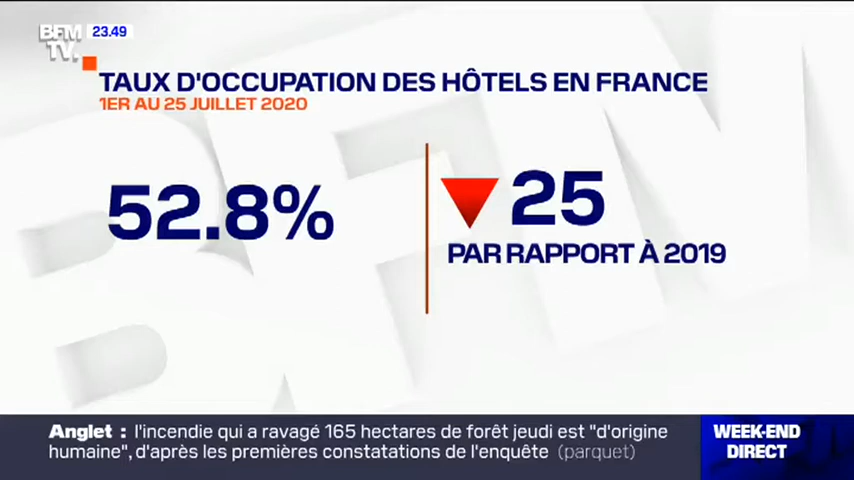 BFM
TV.
23.49
TAUX D'OCCUPATION DES HÔTELS EN FRANCE
1ER AU 25 JUILLET 2020
52.8%
25
PAR RAPPORT À 2019
Anglet : l'incendie qui a ravagé 165 hectares de forêt jeudi est "d'origine
humaine", d'après les premières constatations de l'enquête (parquet)
WEEK-END
DIRECT